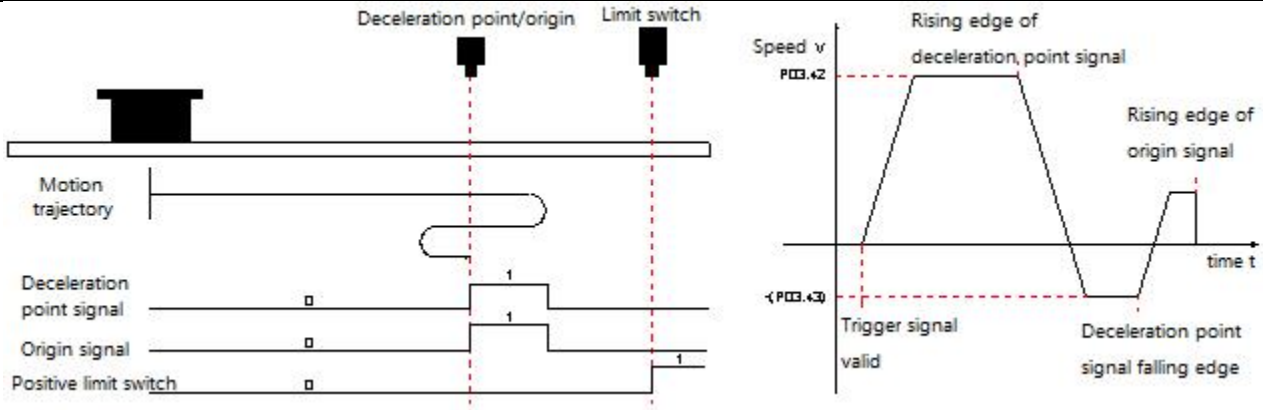 Deceleration point/origin
Limit switch
Motion
trajectory
Deceleration
point signal
0
1
Origin signal
0
1
Positive limit switch
0
1
Rising edge of
deceleration point signal
Speed v
P03.42
Rising edge of
origin signal
time t
-(P03.43)
Trigger signal
valid
Deceleration point
signal falling edge